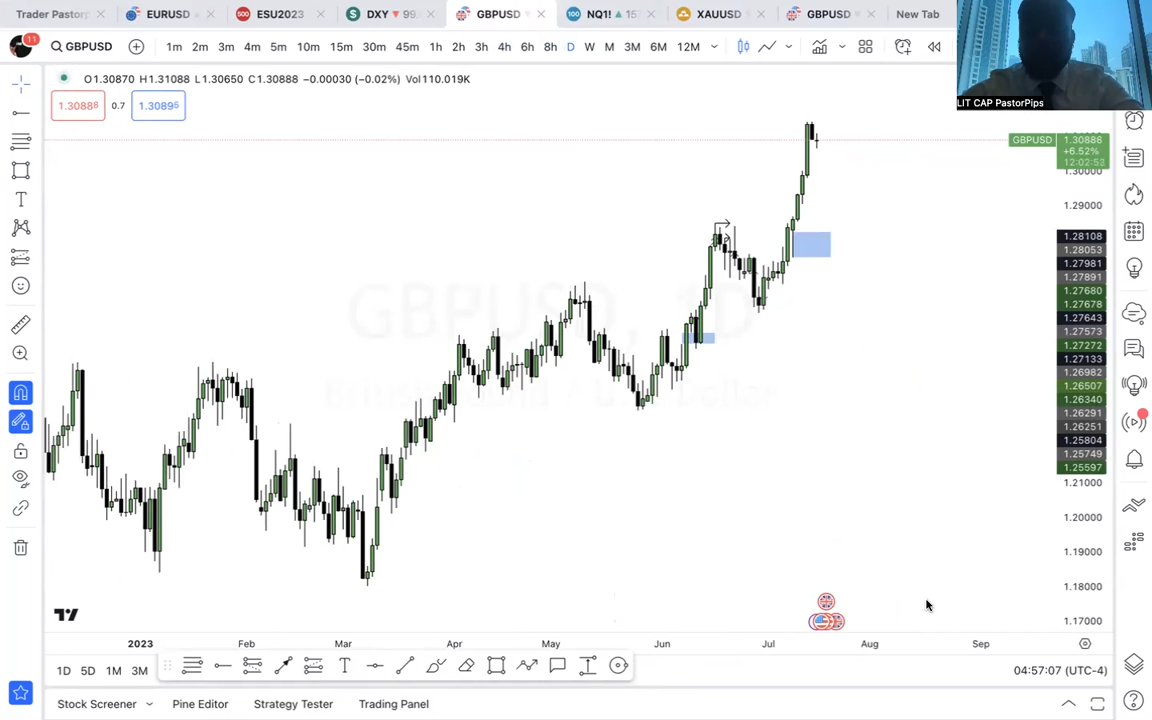 Trader Pastor
EURUSD
ESU2023
DXY ▼ 99.
GBPUSD
NQ1! ▲ 15
XAUUSD
GBPUSD
New Tab
11
GBPUSD
1m 2m 3m 4m 5m 10m 15m 30m 45m 1h 2h 3h 4h 6h 8h D W M 3M 6M 12M
LIT CAP PastorPips
O1.30870 H1.31088 L1.30650 C1.30888 −0.00030 (−0.02%) Vol110.019K
1.30886
0.7
1.30895
GBPUSD
1.30888
+6.52%
12:02:52
1.30000
1.29000
1.28108
1.28053
1.27981
1.27891
1.27680
1.27678
1.27643
1.27573
1.27272
1.27133
1.26982
1.26507
1.26340
1.26291
1.26251
1.25804
1.25749
1.25597
1.21000
1.20000
1.19000
1.18000
1.17000
GBPUSD, 1D
British Pound / U.S. Dollar
2023 Feb Mar Apr May Jun Jul Aug Sep
1D 5D 1M 3M
04:57:07 (UTC-4)
Stock Screener Pine Editor Strategy Tester Trading Panel